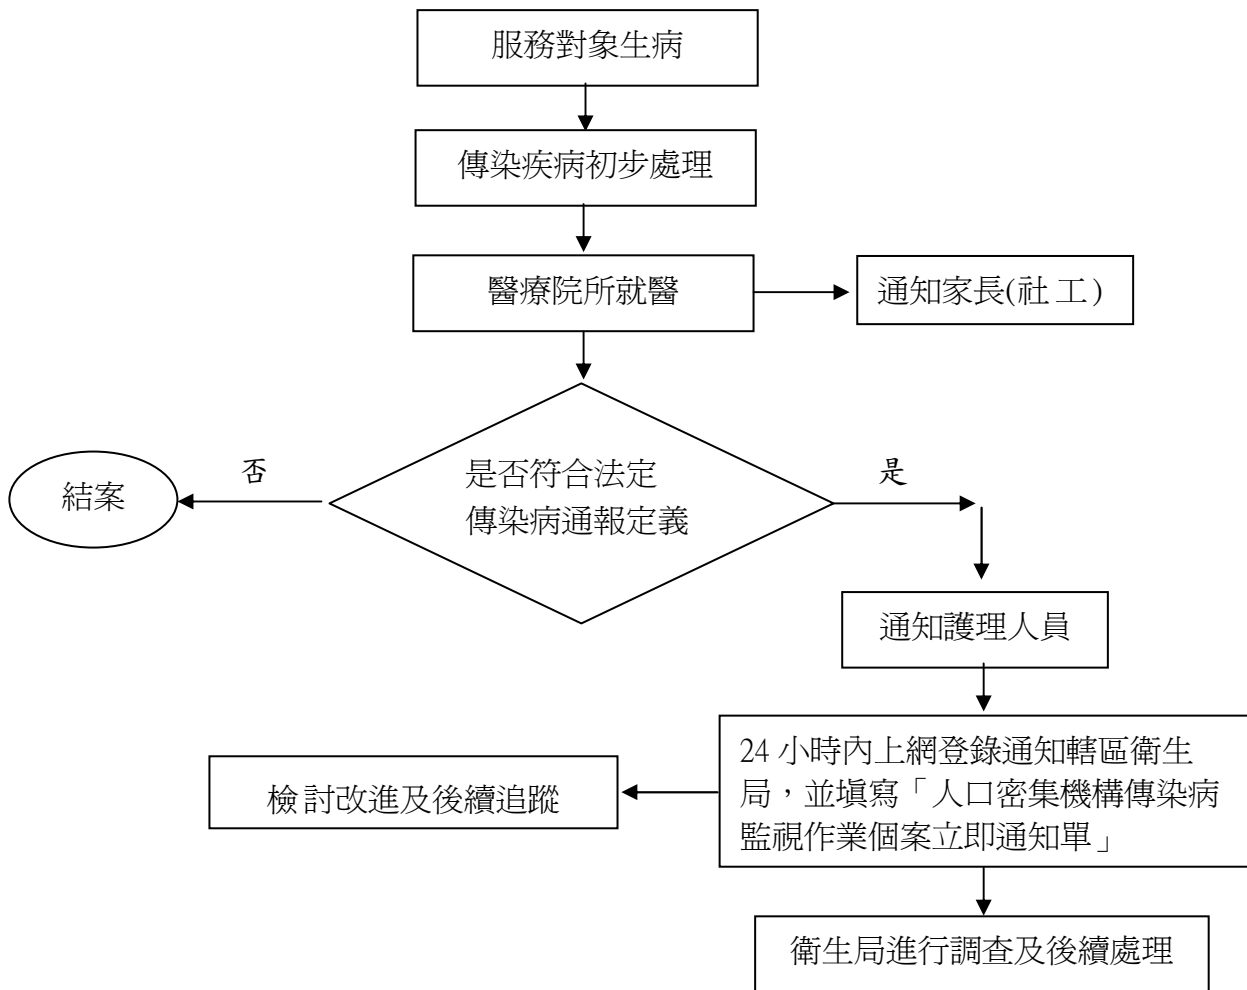 服務對象生病
傳染疾病初步處理
醫療院所就醫
通知家長(社工)
是否符合法定
傳染病通報定義
否
結案
是
通知護理人員
24 小時內上網登錄通知轄區衛生
局，並填寫「人口密集機構傳染病
監視作業個案立即通知單」
檢討改進及後續追蹤
衛生局進行調查及後續處理